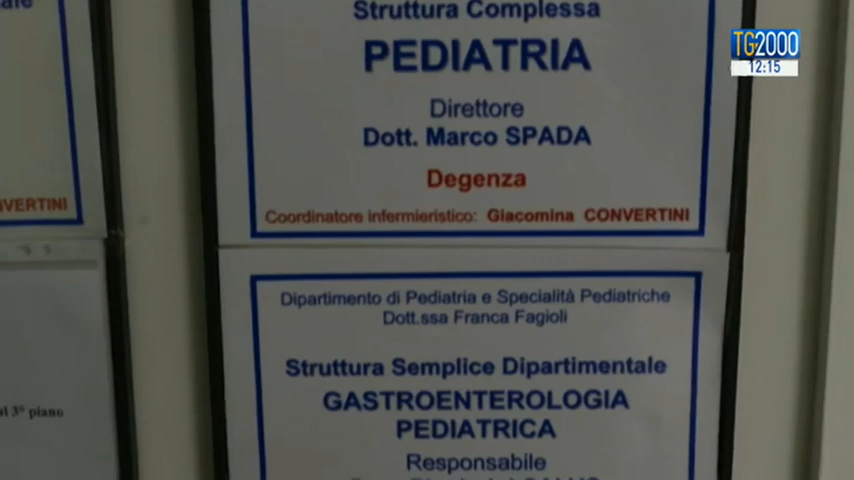 Struttura Complessa
PEDIATRIA
Direttore
Dott. Marco SPADA
Degenza
Coordinatore infermieristico: Giacomina CONVERTINI
Dipartimento di Pediatria e Specialità Pediatriche
Dott.ssa Franca Fagioli
Struttura Semplice Dipartimentale
GASTROENTEROLOGIA
PEDIATRICA
Responsabile
3° piano
TG2000
12:15